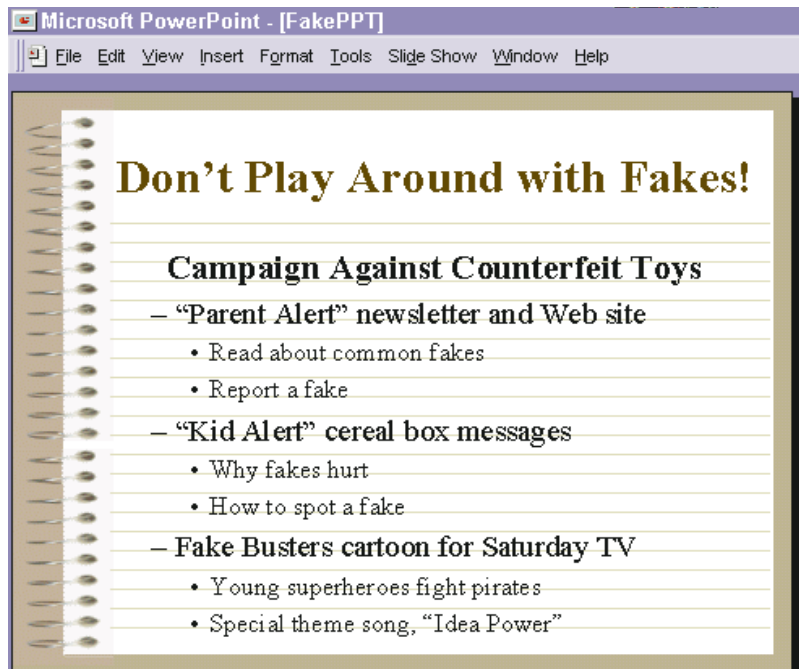 Microsoft PowerPoint - [FakePPT]
File Edit View Insert Format Tools Slide Show Window Help
Don't Play Around with Fakes!
Campaign Against Counterfeit Toys
– “Parent Alert” newsletter and Web site
• Read about common fakes
• Report a fake
– “Kid Alert” cereal box messages
• Why fakes hurt
• How to spot a fake
– Fake Busters cartoon for Saturday TV
• Young superheroes fight pirates
• Special theme song, “Idea Power”